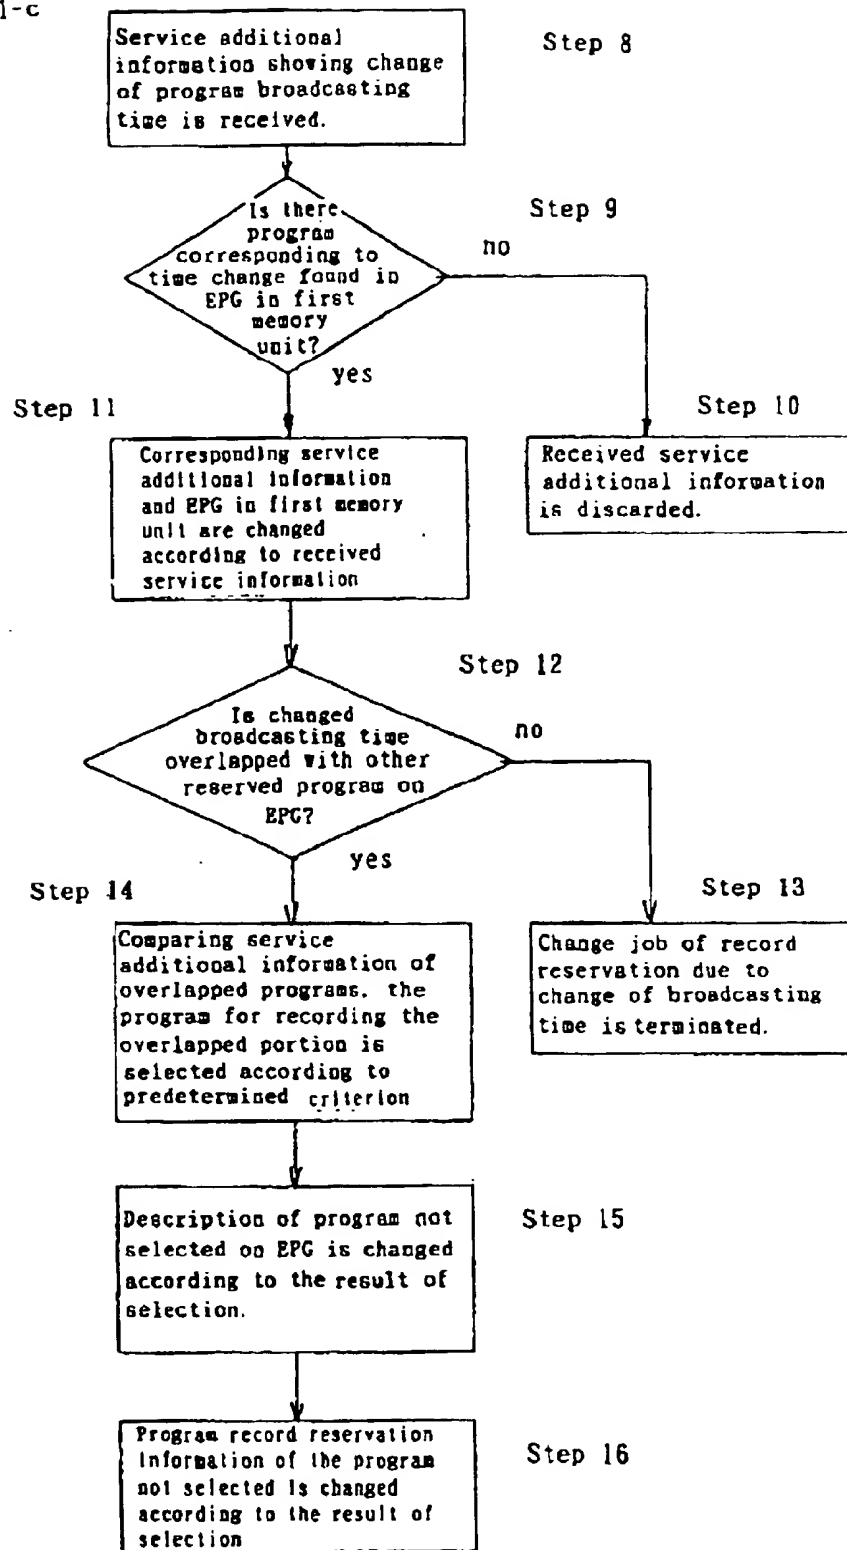 1-c
Service additional
information showing change
of program broadcasting
time is received.
Step 8
Is there
program
corresponding to
time change found in
EPG in first
memory
unit?
Step 9
no
yes
Step 11
Step 10
Corresponding service
additional information
and EPG in first memory
unit are changed
according to received
service information
Received service
additional information
is discarded.
Step 12
Is changed
broadcasting time
overlapped with other
reserved program on
EPG?
no
yes
Step 14
Step 13
Comparing service
additional information of
overlapped programs, the
program for recording the
overlapped portion is
selected according to
predetermined criterion
Change job of record
reservation due to
change of broadcasting
time is terminated.
Description of program not
selected on EPG is changed
according to the result of
selection.
Step 15
Program record reservation
information of the program
not selected is changed
according to the result of
selection
Step 16